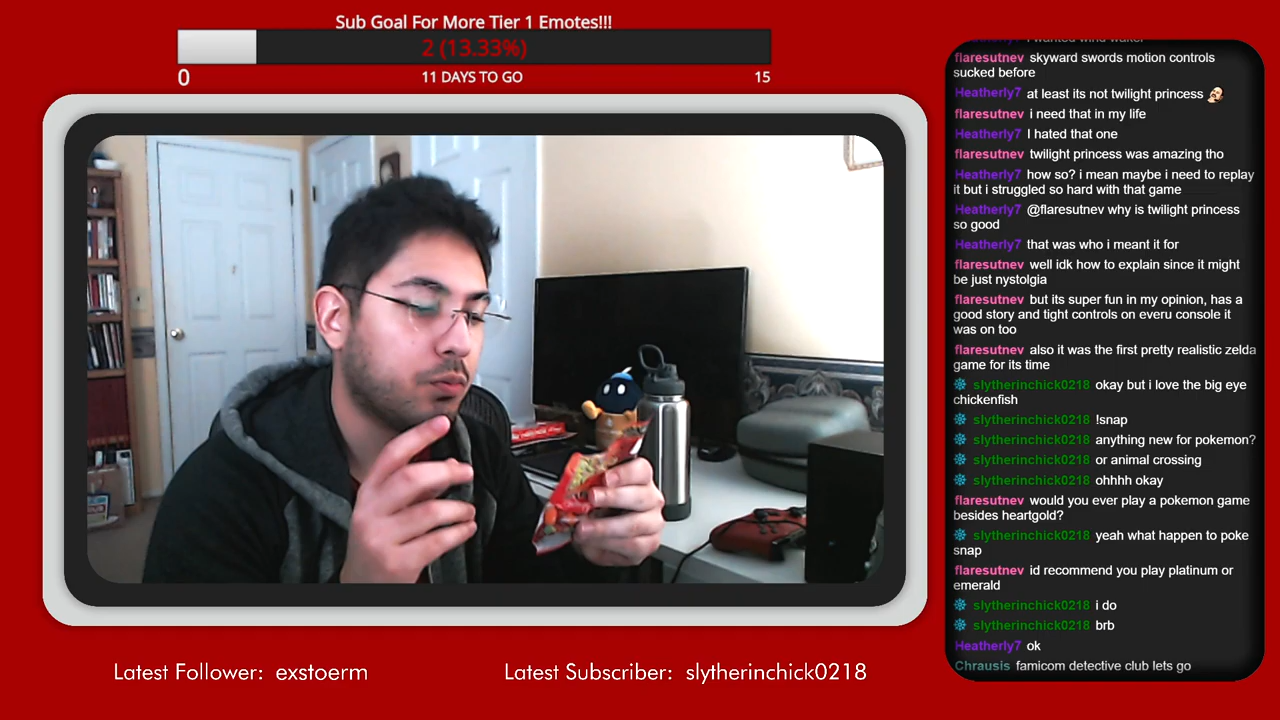 Sub Goal For More Tier 1 Emotes!!!
2 (13.33%)
0
11 DAYS TO GO
15
flaresutnev skyward swords motion controls
sucked before
Heatherly7 at least its not twilight princess
flaresutnev i need that in my life
Heatherly7 I hated that one
flaresutnev twilight princess was amazing tho
Heatherly7 how so? i mean maybe i need to replay
it but i struggled so hard with that game
Heatherly7 @flaresutnev why is twilight princess
so good
Heatherly7 that was who i meant it for
flaresutnev well idk how to explain since it might
be just nystolgia
flaresutnev but its super fun in my opinion, has a
good story and tight controls on everu console it
was on too
flaresutnev also it was the first pretty realistic zelda
game for its time
slytherinchick0218 okay but i love the big eye
chickenfish
slytherinchick0218 !snap
slytherinchick0218 anything new for pokemon?
slytherinchick0218 or animal crossing
slytherinchick0218 ohhhh okay
flaresutnev would you ever play a pokemon game
besides heartgold?
slytherinchick0218 yeah what happen to poke
snap
flaresutnev id recommend you play platinum or
emerald
slytherinchick0218 i do
slytherinchick0218 brb
Heatherly7 ok
Chrausis famicom detective club lets go
Latest Follower: exstoerm
Latest Subscriber: slytherinchick0218